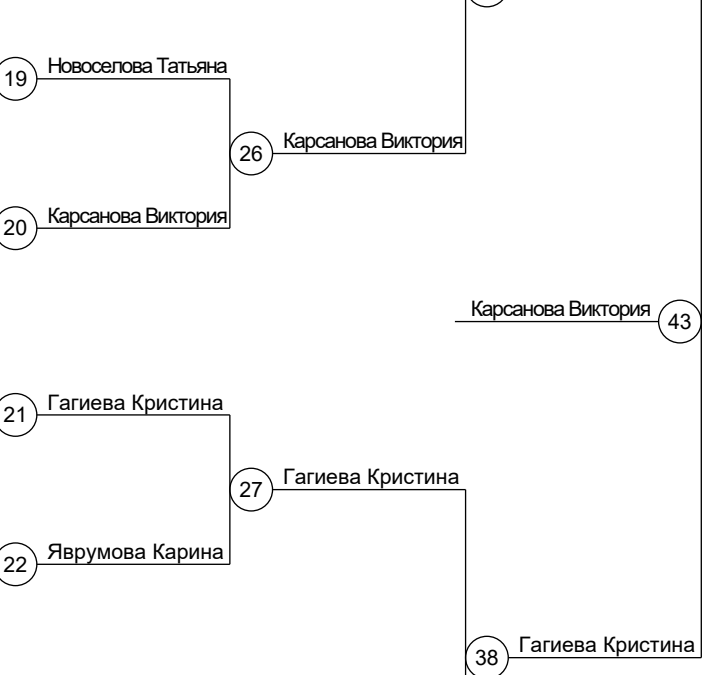 19 Новоселова Татьяна
26 Карсанова Виктория
20 Карсанова Виктория
Карсанова Виктория 43
21 Гагиева Кристина
27 Гагиева Кристина
22 Яврумова Карина
38 Гагиева Кристина